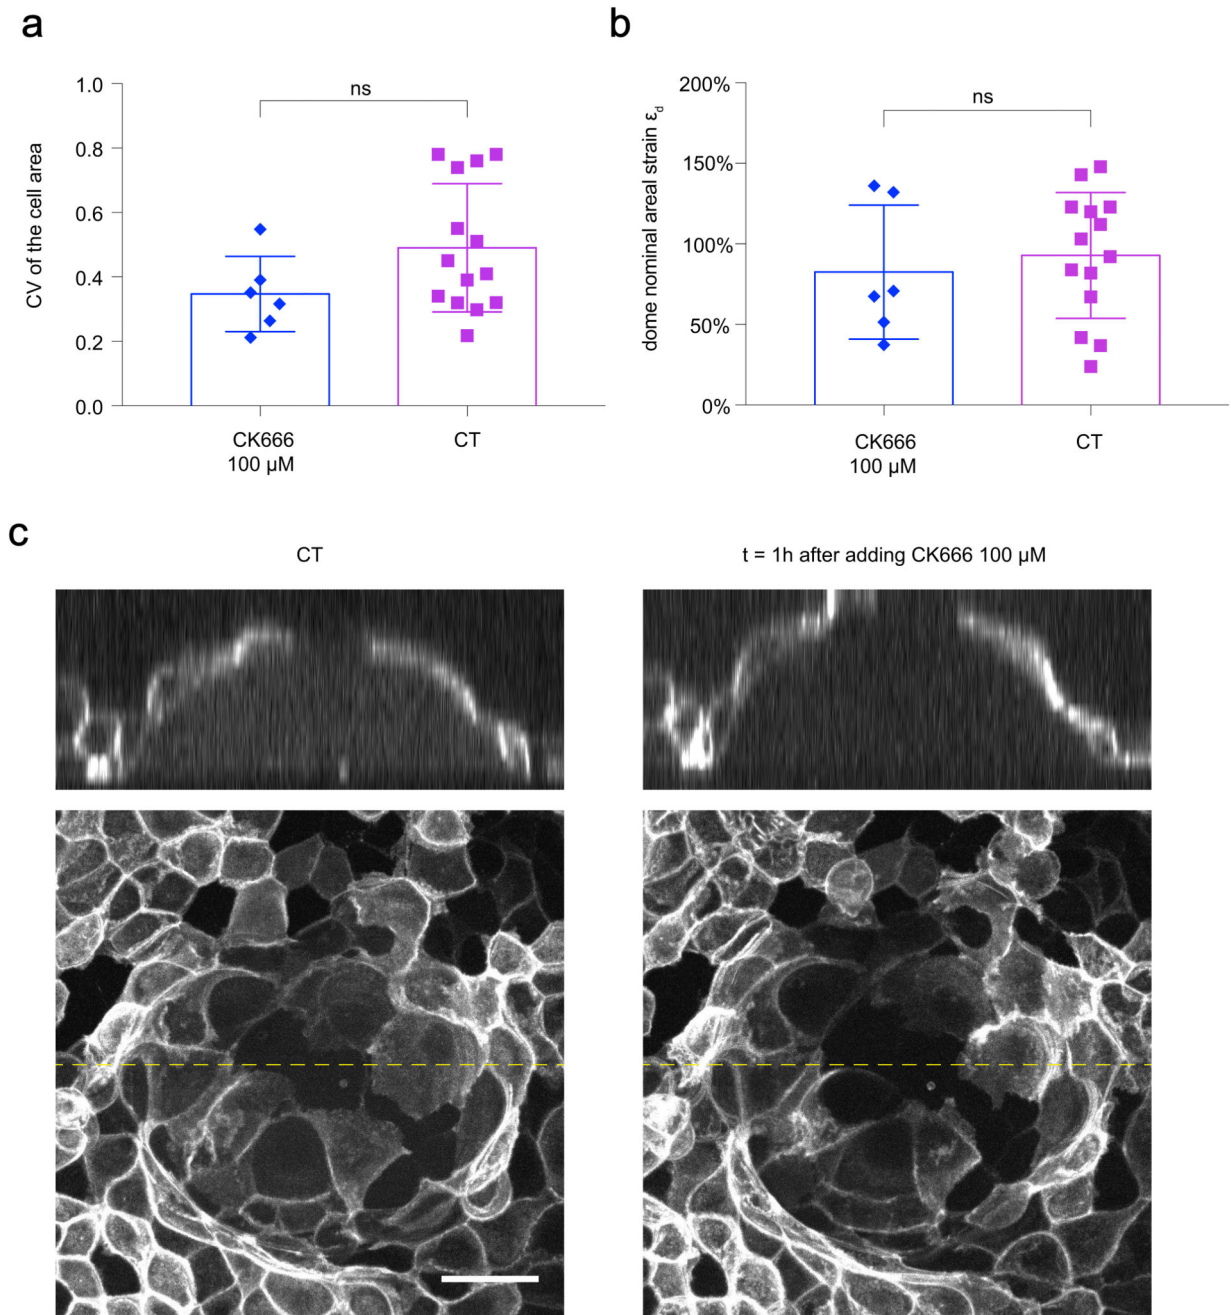 a
1.0
0.8
0.6
0.4
0.2
0.0
CV of the cell area
ns
CK666
100 µM
CT
b
200%
150%
100%
50%
0%
dome nominal areal strain εd
ns
CK666
100 µM
CT
c
CT
t = 1h after adding CK666 100 µM